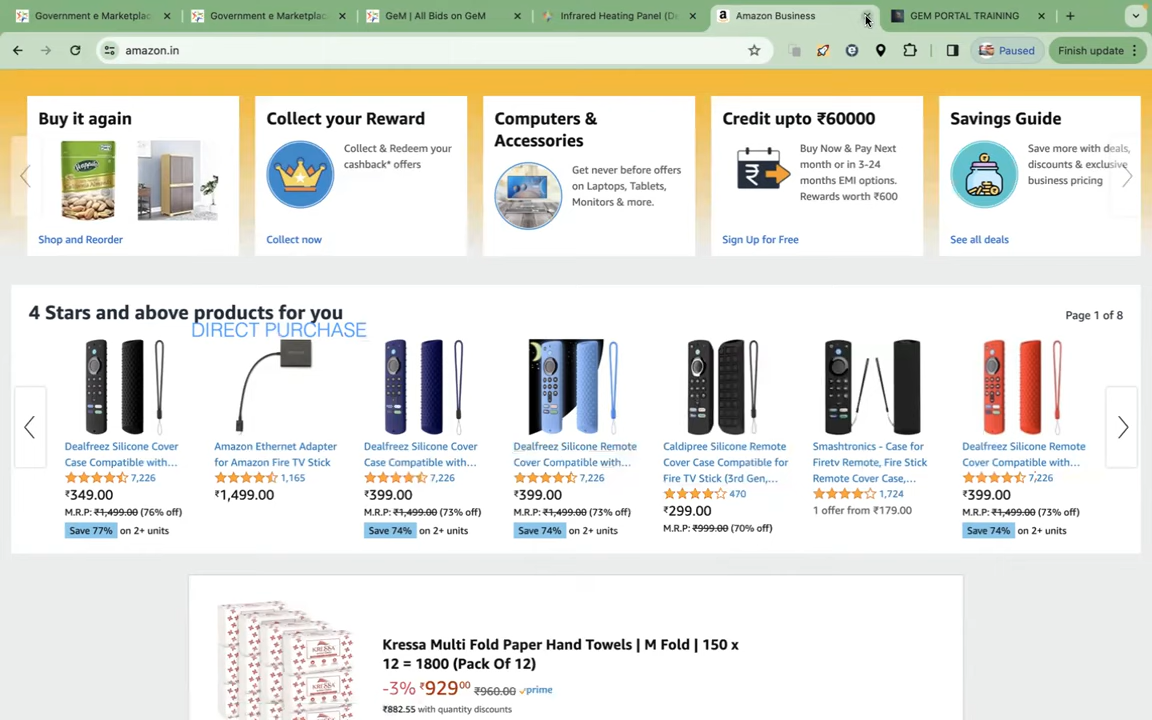 Government e Marketplac
Government e Marketplac
GeM | All Bids on GeM
Infrared Heating Panel (De
Amazon Business
GEM PORTAL TRAINING
amazon.in
Paused
Finish update
Buy it again
Shop and Reorder
Collect your Reward
Collect & Redeem your
cashback* offers
Collect now
Computers &
Accessories
Get never before offers
on Laptops, Tablets,
Monitors & more.
Credit upto ₹60000
Buy Now & Pay Next
month or in 3-24
months EMI options.
Rewards worth ₹600
Sign Up for Free
Savings Guide
Save more with deals,
discounts & exclusive
business pricing
See all deals
4 Stars and above products for you
Page 1 of 8
DIRECT PURCHASE
Dealfreez Silicone Cover
Case Compatible with...
7,226
₹349.00
M.R.P: ₹1,499.00 (76% off)
Save 77% on 2+ units
Amazon Ethernet Adapter
for Amazon Fire TV Stick
1,165
₹1,499.00
Dealfreez Silicone Cover
Case Compatible with...
7,226
₹399.00
M.R.P: ₹1,499.00 (73% off)
Save 74% on 2+ units
Dealfreez Silicone Remote
Cover Compatible with...
7,226
₹399.00
M.R.P: ₹1,499.00 (73% off)
Save 74% on 2+ units
Caldipree Silicone Remote
Cover Case Compatible for
Fire TV Stick (3rd Gen,...
470
₹299.00
M.R.P: ₹999.00 (70% off)
Smashtronics - Case for
Firetv Remote, Fire Stick
Remote Cover Case,...
1,724
1 offer from ₹179.00
Dealfreez Silicone Remote
Cover Compatible with...
7,226
₹399.00
M.R.P: ₹1,499.00 (73% off)
Save 74% on 2+ units
Kressa Multi Fold Paper Hand Towels | M Fold | 150 x
12 = 1800 (Pack Of 12)
-3% ₹929⁰⁰ ₹960.00 prime
₹882.55 with quantity discounts